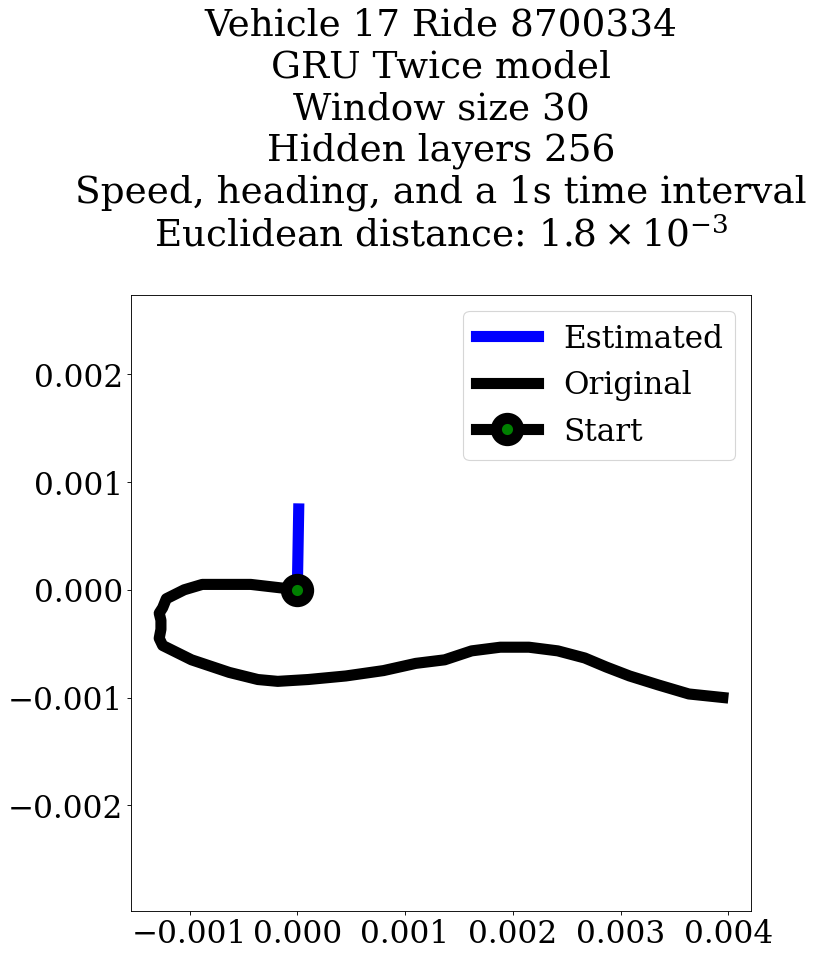 Vehicle 17 Ride 8700334
GRU Twice model
Window size 30
Hidden layers 256
Speed, heading, and a 1s time interval
Euclidean distance: 1.8 × 10⁻³
Estimated
Original
Start
0.002
0.001
0.000
−0.001
−0.002
−0.001 0.000 0.001 0.002 0.003 0.004